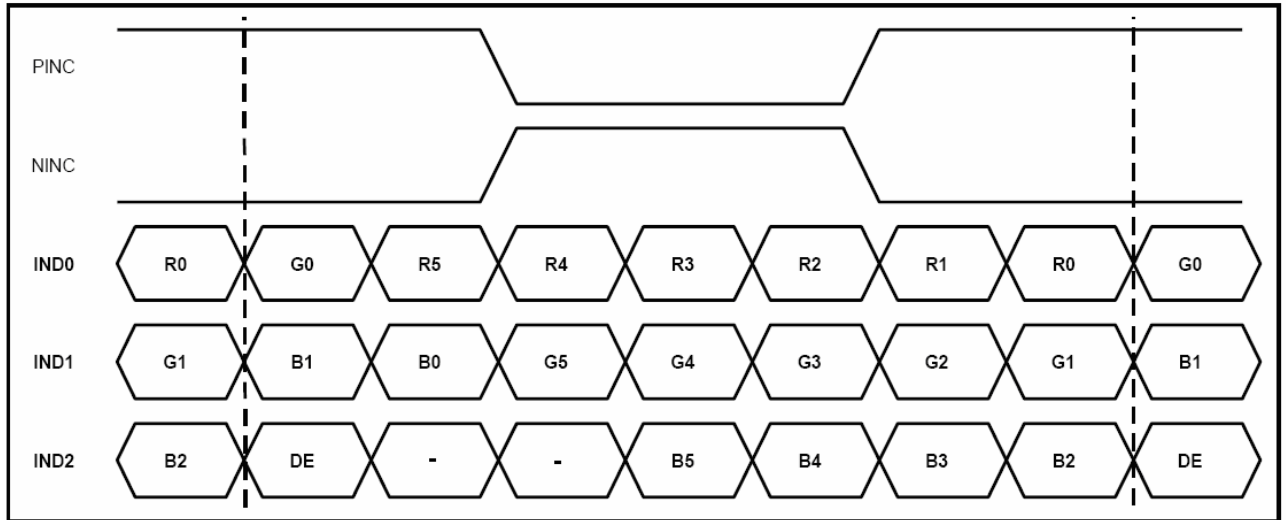 PINC
NINC
IND0 R0 G0 R5 R4 R3 R2 R1 R0 G0
IND1 G1 B1 B0 G5 G4 G3 G2 G1 B1
IND2 B2 DE - - B5 B4 B3 B2 DE